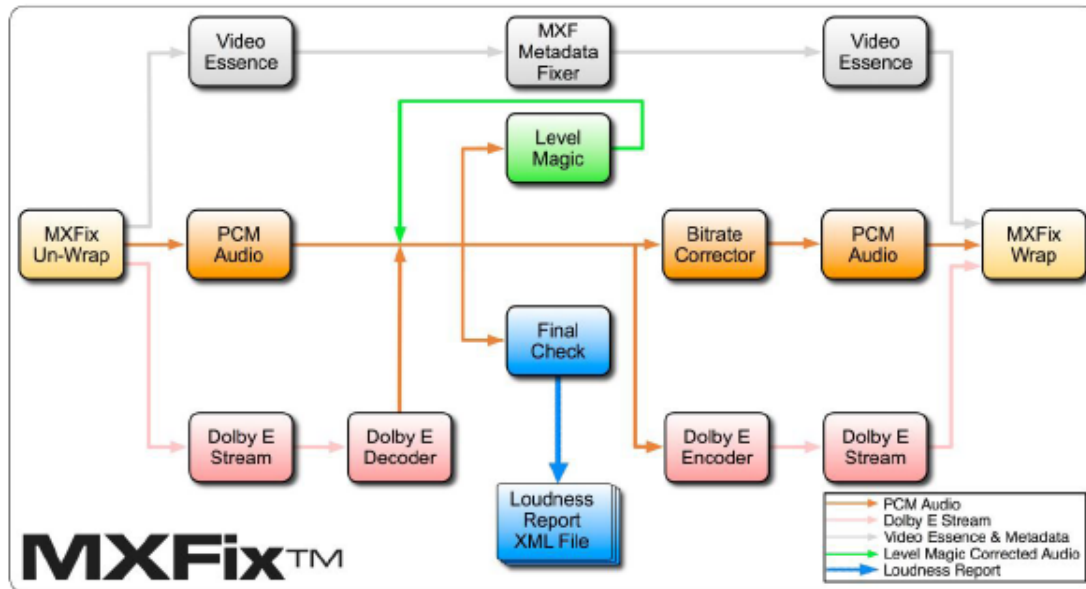 Video
Essence
MXF
Metadata
Fixer
Video
Essence
Level
Magic
MXFix
Un-Wrap
PCM
Audio
Bitrate
Corrector
PCM
Audio
MXFix
Wrap
Final
Check
Dolby E
Stream
Dolby E
Decoder
Dolby E
Encoder
Dolby E
Stream
Loudness
Report
XML File
PCM Audio
Dolby E Stream
Video Essence & Metadata
Level Magic Corrected Audio
Loudness Report
MXFix™